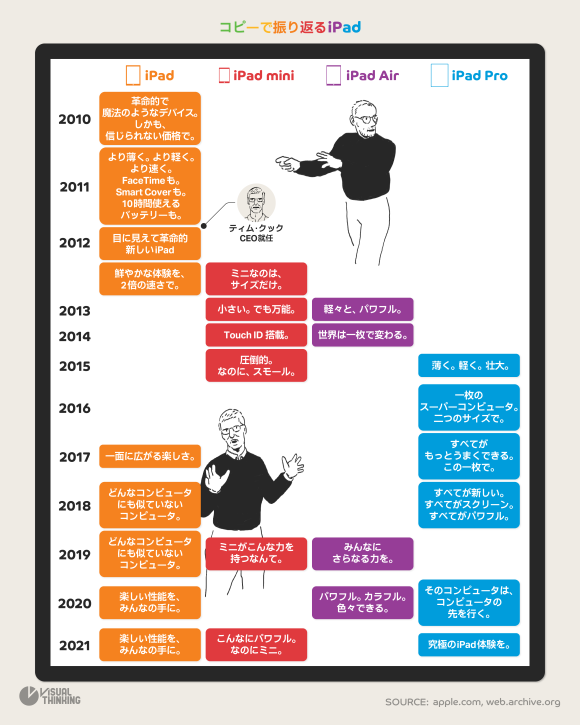 コピーで振り返るiPad
iPad
iPad mini
iPad Air
iPad Pro
2010
革命的で
魔法のようなデバイス。
しかも、
信じられない価格で。
2011
より薄く。より軽く。
より速く。
FaceTimeも。
Smart Coverも。
10時間使える
バッテリーも。
ティム・クック
CEO就任
2012
目に見えて革命的
新しいiPad
鮮やかな体験を、
2倍の速さで。
ミニなのは、
サイズだけ。
2013
小さい。でも万能。
軽々と、パワフル。
2014
Touch ID 搭載。
世界は一枚で変わる。
2015
圧倒的。
なのに、スモール。
薄く。軽く。壮大。
2016
一枚の
スーパーコンピュータ。
二つのサイズで。
2017
一面に広がる楽しさ。
すべてが
もっとうまくできる。
この一枚で。
2018
どんなコンピュータ
にも似ていない
コンピュータ。
すべてが新しい。
すべてがスクリーン。
すべてがパワフル。
2019
どんなコンピュータ
にも似ていない
コンピュータ。
ミニがこんな力を
持つなんて。
みんなに
さらなる力を。
2020
楽しい性能を、
みんなの手に。
パワフル。カラフル。
色々できる。
そのコンピュータは、
コンピュータの
先を行く。
2021
楽しい性能を、
みんなの手に。
こんなにパワフル。
なのにミニ。
究極のiPad体験を。
VISUAL
THINKING
SOURCE: apple.com, web.archive.org